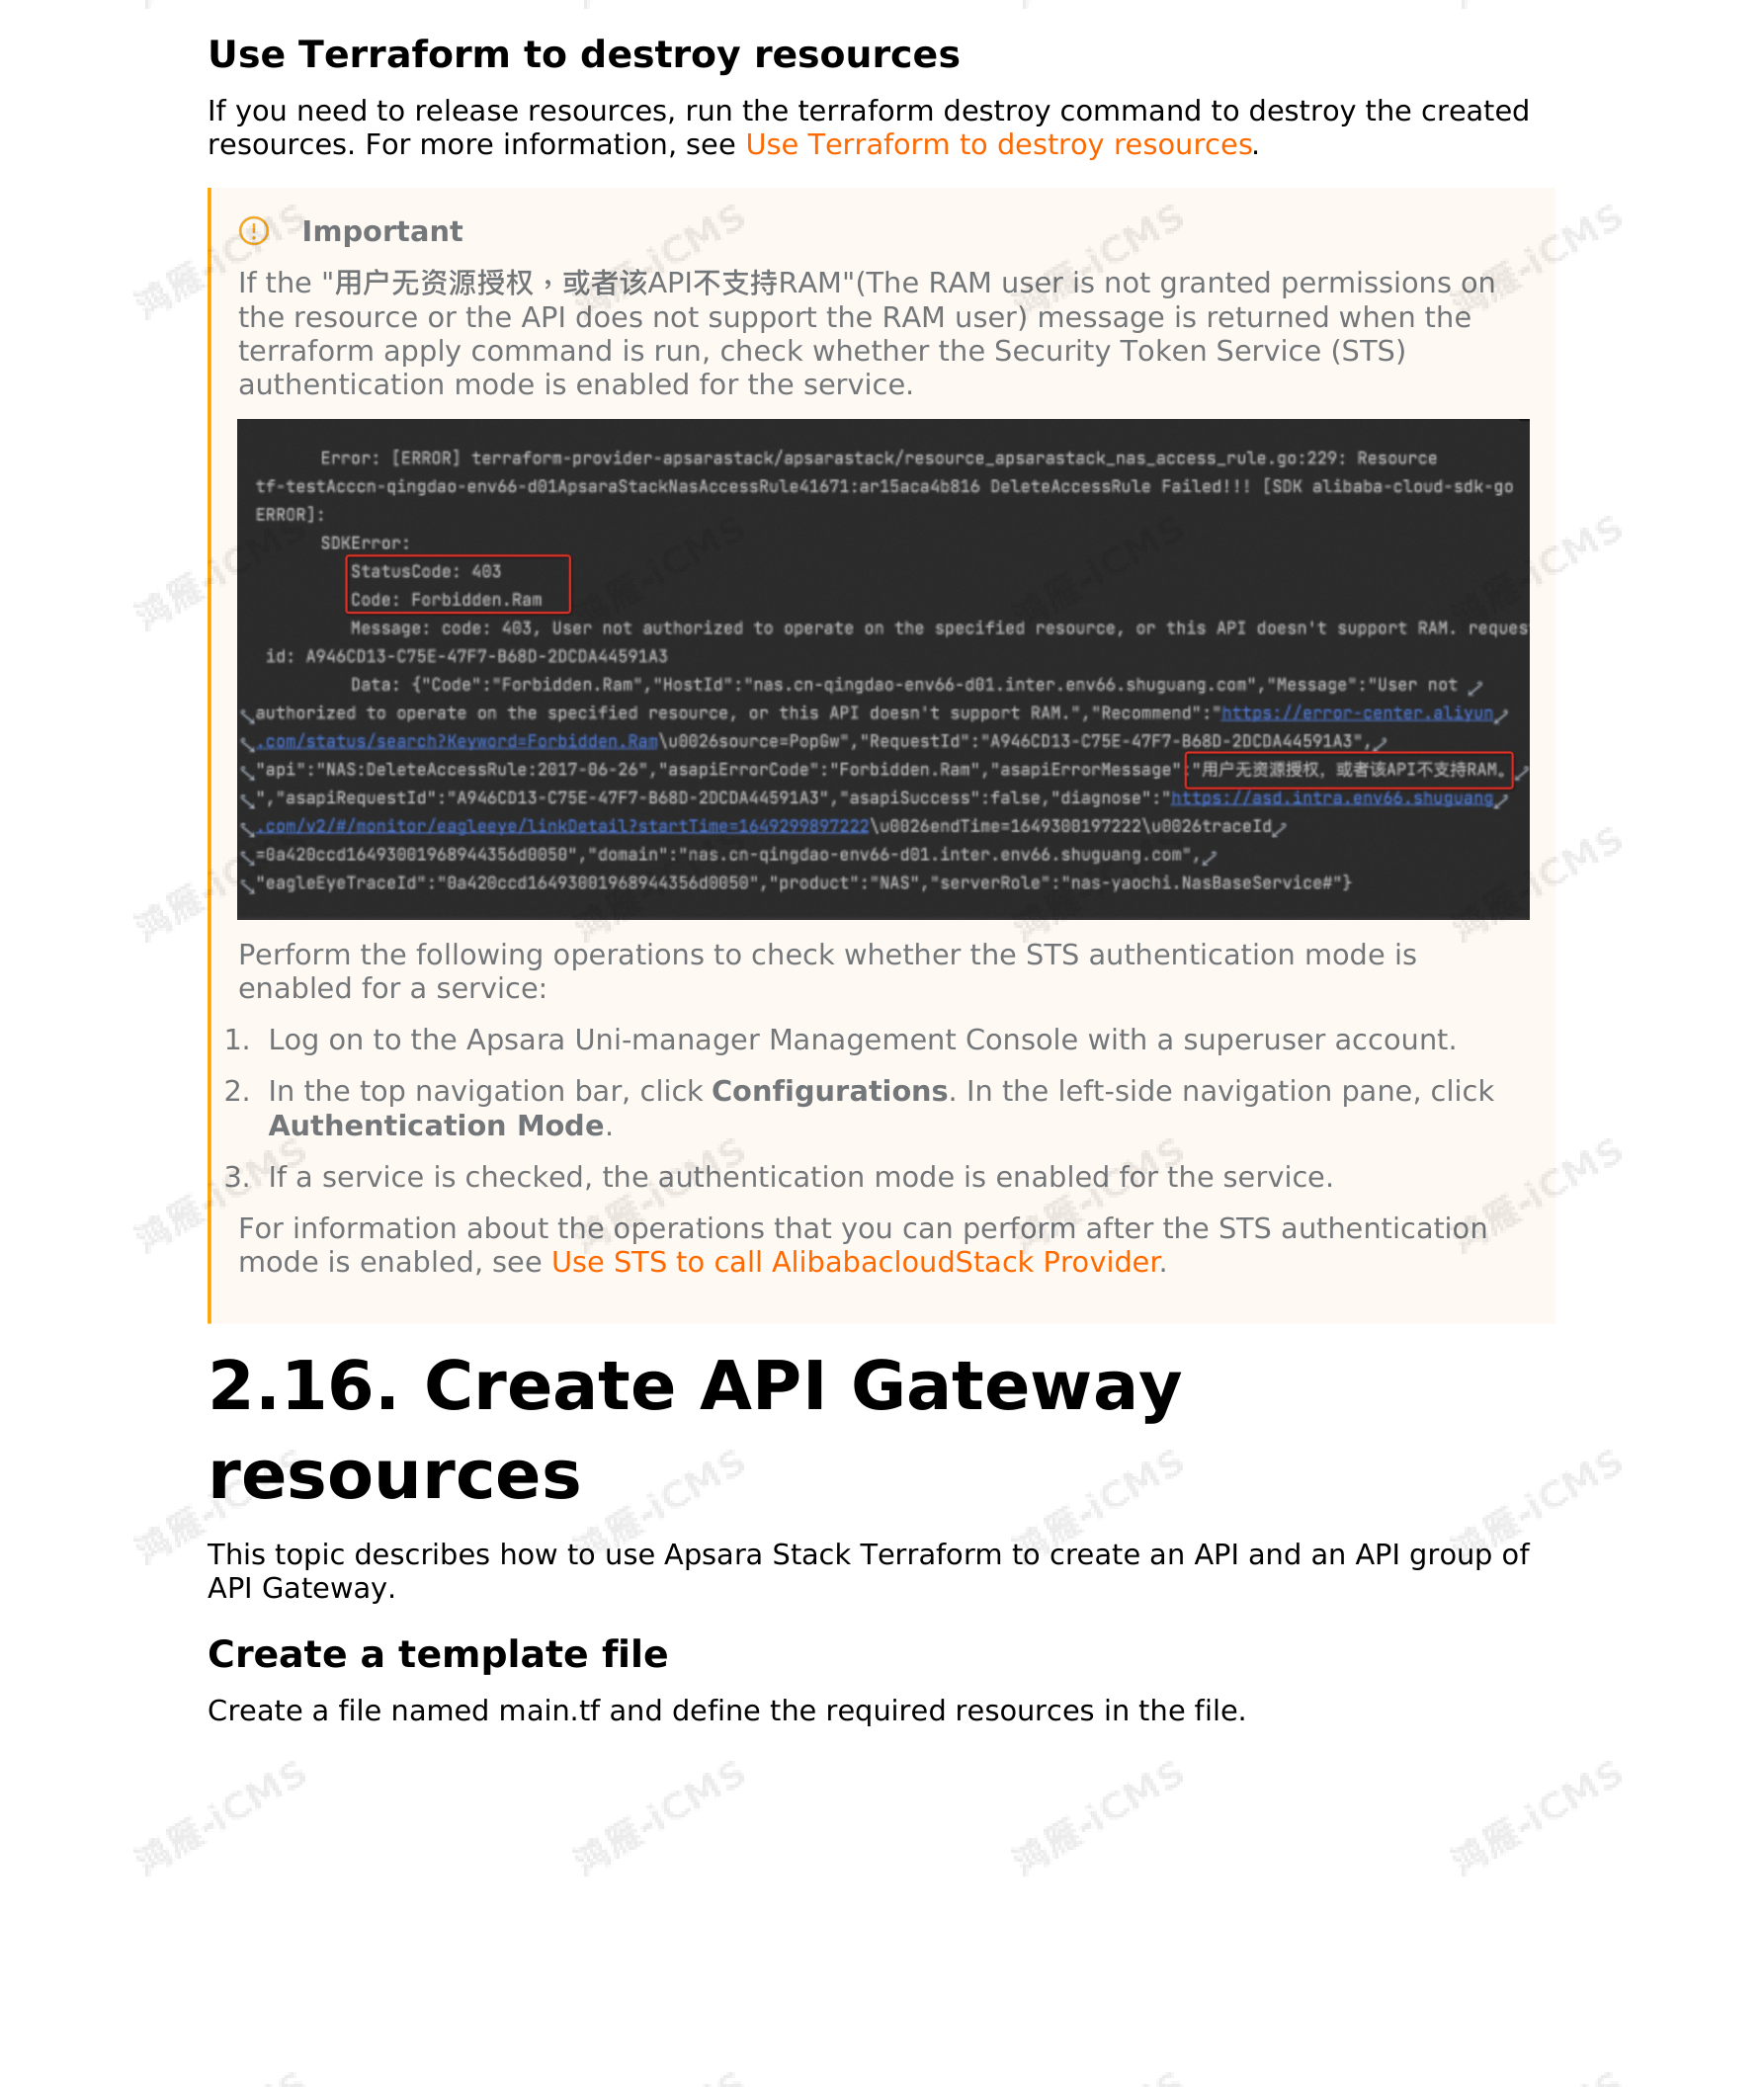 Use Terraform to destroy resources
If you need to release resources, run the terraform destroy command to destroy the created
resources. For more information, see Use Terraform to destroy resources.
Important
If the "用户无资源授权，或者该API不支持RAM"(The RAM user is not granted permissions on
the resource or the API does not support the RAM user) message is returned when the
terraform apply command is run, check whether the Security Token Service (STS)
authentication mode is enabled for the service.
Error: [ERROR] terraform-provider-apsarastack/apsarastack/resource_apsarastack_nas_access_rule.go:229: Resource
tf-testAcccn-qingdao-env66-d01ApsaraStackNasAccessRule41671:ar15aca4b816 DeleteAccessRule Failed!!! [SDK alibaba-cloud-sdk-go
ERROR]:
SDKError:
StatusCode: 403
Code: Forbidden.Ram
Message: code: 403, User not authorized to operate on the specified resource, or this API doesn't support RAM. reques
id: A946CD13-C75E-47F7-B68D-2DCDA44591A3
Data: {"Code":"Forbidden.Ram","HostId":"nas.cn-qingdao-env66-d01.inter.env66.shuguang.com","Message":"User not
authorized to operate on the specified resource, or this API doesn't support RAM.","Recommend":"https://error-center.aliyun
.com/status/search?Keyword=Forbidden.Ram\u0026source=PopGw","RequestId":"A946CD13-C75E-47F7-B68D-2DCDA44591A3",
"api":"NAS:DeleteAccessRule:2017-06-26","asapiErrorCode":"Forbidden.Ram","asapiErrorMessage":"用户无资源授权，或者该API不支持RAM。
","asapiRequestId":"A946CD13-C75E-47F7-B68D-2DCDA44591A3","asapiSuccess":false,"diagnose":"https://asd.intra.env66.shuguang
.com/v2/#/monitor/eagleeye/linkDetail?startTime=1649299897222\u0026endTime=1649300197222\u0026traceId
=0a420ccd16493001968944356d0050","domain":"nas.cn-qingdao-env66-d01.inter.env66.shuguang.com",
"eagleEyeTraceId":"0a420ccd16493001968944356d0050","product":"NAS","serverRole":"nas-yaochi.NasBaseService#"}
Perform the following operations to check whether the STS authentication mode is
enabled for a service:
1. Log on to the Apsara Uni-manager Management Console with a superuser account.
2. In the top navigation bar, click Configurations. In the left-side navigation pane, click
Authentication Mode.
3. If a service is checked, the authentication mode is enabled for the service.
For information about the operations that you can perform after the STS authentication
mode is enabled, see Use STS to call AlibabacloudStack Provider.
2.16. Create API Gateway
resources
This topic describes how to use Apsara Stack Terraform to create an API and an API group of
API Gateway.
Create a template file
Create a file named main.tf and define the required resources in the file.
鸿雁-iCMS